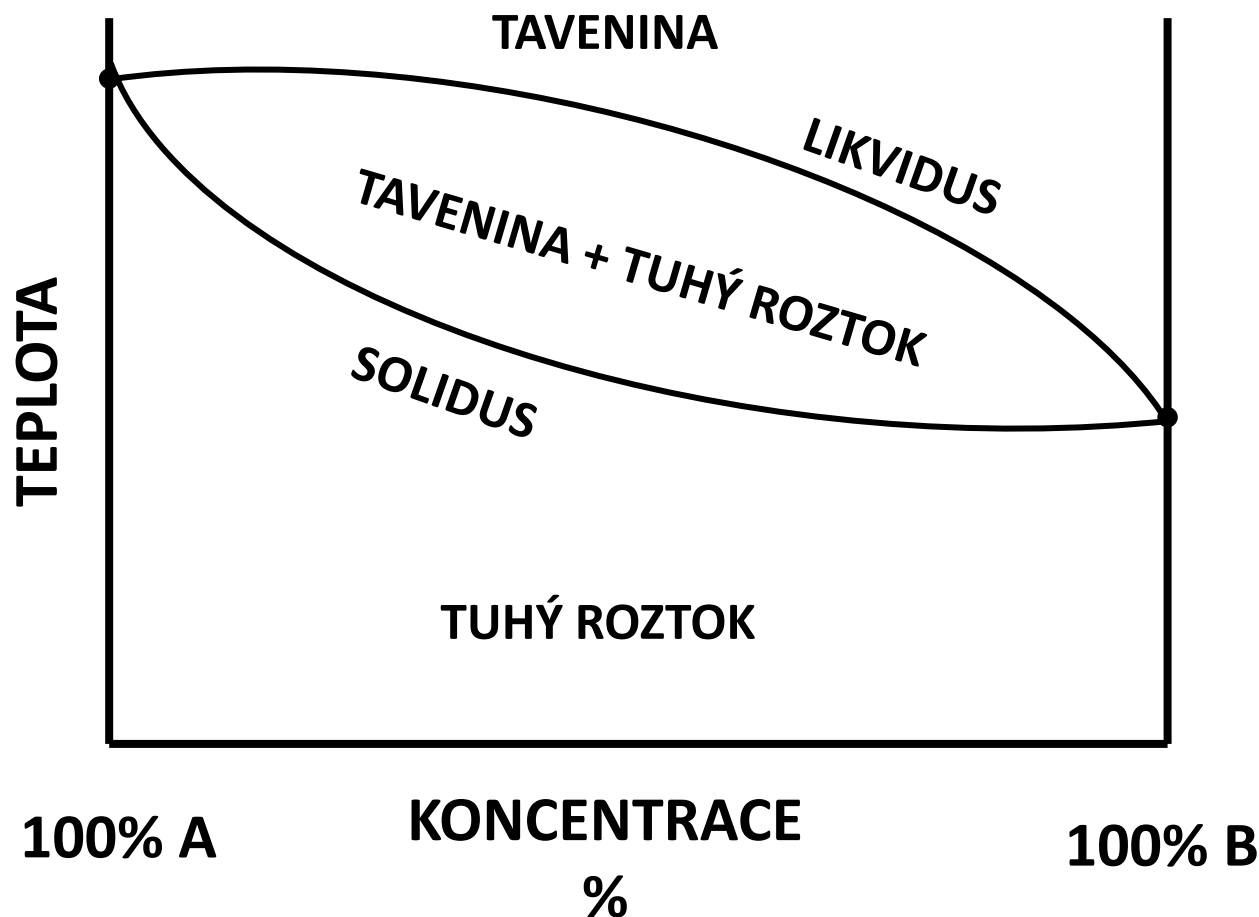 TAVENINA
LIKVIDUS
TAVENINA + TUHÝ ROZTOK
SOLIDUS
TEPLOTA
TUHÝ ROZTOK
100% A
KONCENTRACE
%
100% B